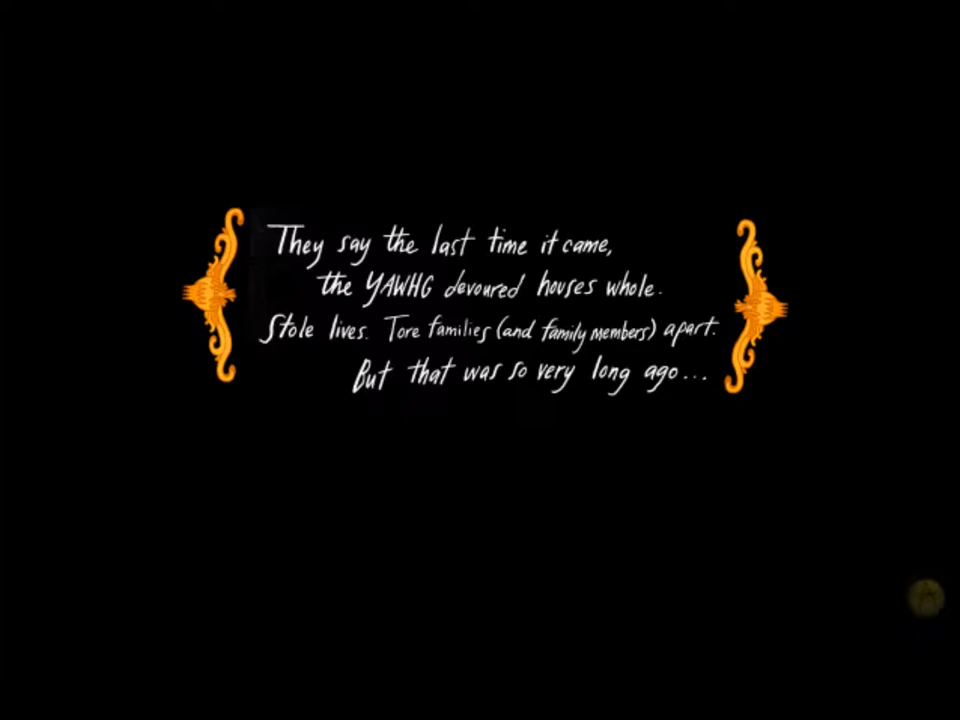 They say the last time it came,
the YAWHG devoured houses whole.
Stole lives. Tore families (and family members) apart.
But that was so very long ago...